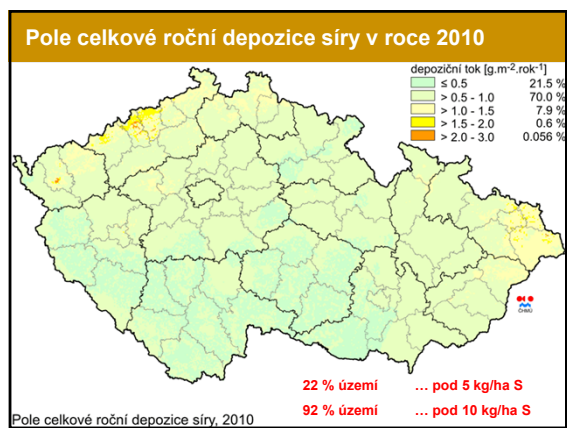 Pole celkové roční depozice síry v roce 2010
depoziční tok [g.m-2.rok-1]
≤ 0.5 21.5 %
> 0.5 - 1.0 70.0 %
> 1.0 - 1.5 7.9 %
> 1.5 - 2.0 0.6 %
> 2.0 - 3.0 0.056 %
ČHMÚ
22 % území … pod 5 kg/ha S
92 % území … pod 10 kg/ha S
Pole celkové roční depozice síry, 2010